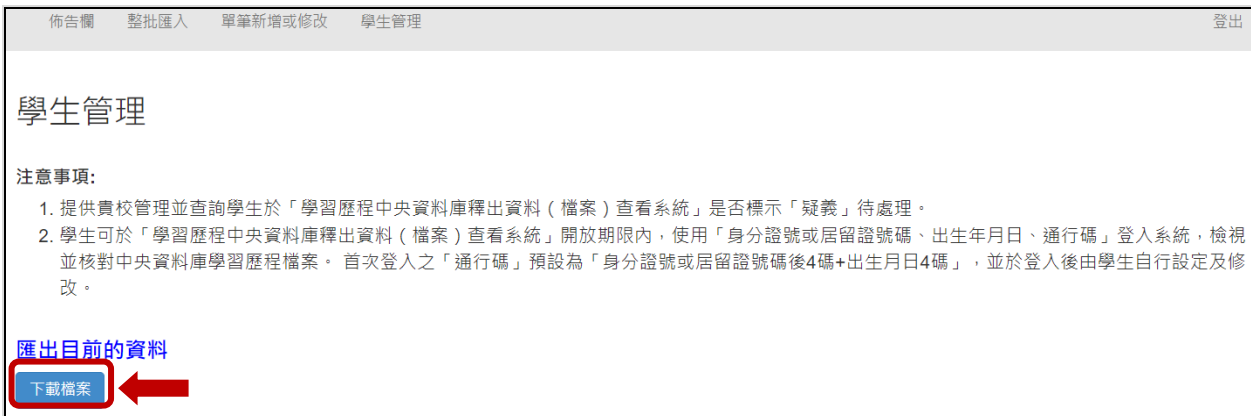 佈告欄 整批匯入 單筆新增或修改 學生管理 登出
學生管理
注意事項:
1. 提供貴校管理並查詢學生於「學習歷程中央資料庫釋出資料（檔案）查看系統」是否標示「疑義」待處理。
2. 學生可於「學習歷程中央資料庫釋出資料（檔案）查看系統」開放期限內，使用「身分證號或居留證號碼、出生年月日、通行碼」登入系統，檢視
並核對中央資料庫學習歷程檔案。 首次登入之「通行碼」預設為「身分證號或居留證號碼後4碼+出生月日4碼」，並於登入後由學生自行設定及修
改。
匯出目前的資料
下載檔案